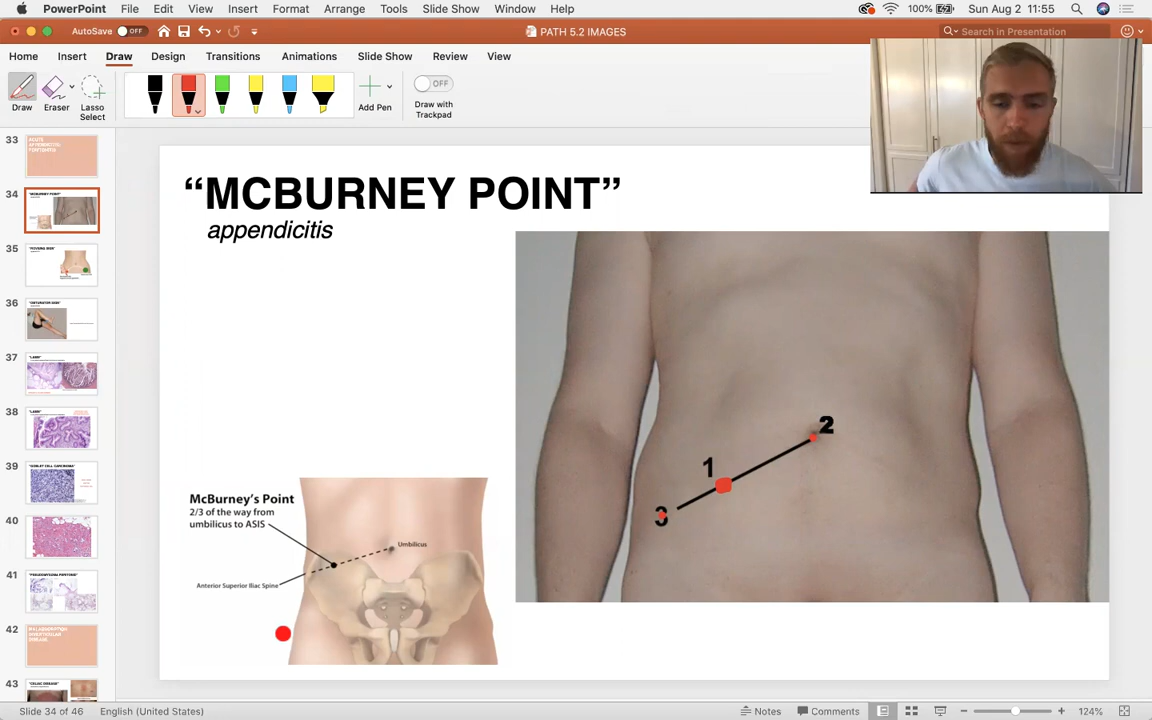 PowerPoint File Edit View Insert Format Arrange Tools Slide Show Window Help 100% Sun Aug 2 11:55
AutoSave OFF PATH 5.2 IMAGES Search in Presentation
Home Insert Draw Design Transitions Animations Slide Show Review View
Draw Eraser Lasso Select Add Pen OFF Draw with Trackpad
33
ACUTE
34
35
36
37
38
39
40
41
42
43
“MCBURNEY POINT”
appendicitis
2
1
3
McBurney's Point
2/3 of the way from
umbilicus to ASIS
Umbilicus
Anterior Superior Iliac Spine
Slide 34 of 46 English (United States) Notes Comments 124%